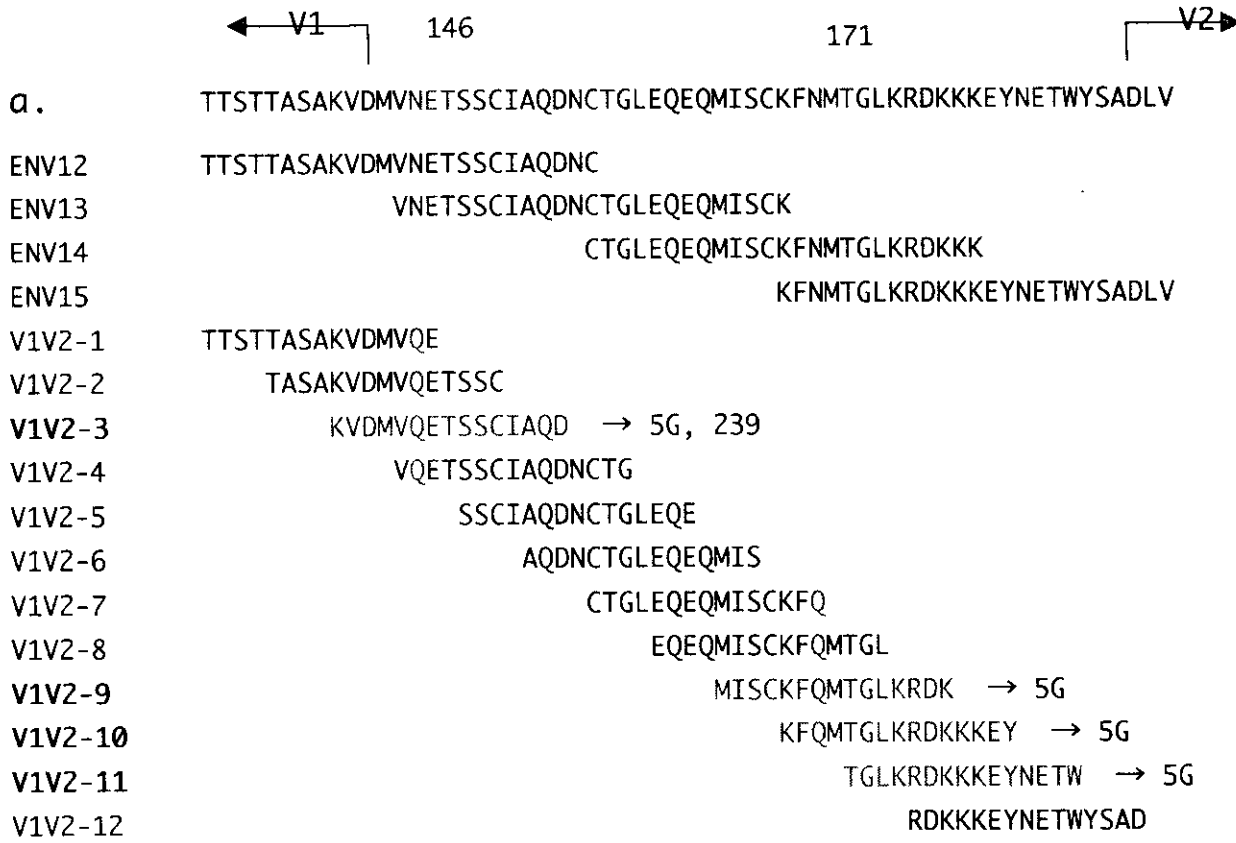 V1 146 171 V2
a. TTSTTASAKVDMVNETSSCIAQDNCTGLEQEQMISCKFNMTGLKRDKKKEYNETWYSADLV
ENV12 TTSTTASAKVDMVNETSSCIAQDNC
ENV13 VNETSSCIAQDNCTGLEQEQMISCK
ENV14 CTGLEQEQMISCKFNMTGLKRDKKK
ENV15 KFNMTGLKRDKKKEYNETWYSADLV
V1V2-1 TTSTTASAKVDMVQE
V1V2-2 TASAKVDMVQETSSC
V1V2-3 KVDMVQETSSCIAQD → 5G, 239
V1V2-4 VQETSSCIAQDNCTG
V1V2-5 SSCIAQDNCTGLEQE
V1V2-6 AQDNCTGLEQEQMIS
V1V2-7 CTGLEQEQMISCKFQ
V1V2-8 EQEQMISCKFQMTGL
V1V2-9 MISCKFQMTGLKRDK → 5G
V1V2-10 KFQMTGLKRDKKKEY → 5G
V1V2-11 TGLKRDKKKEYNETW → 5G
V1V2-12 RDKKKEYNETWYSAD